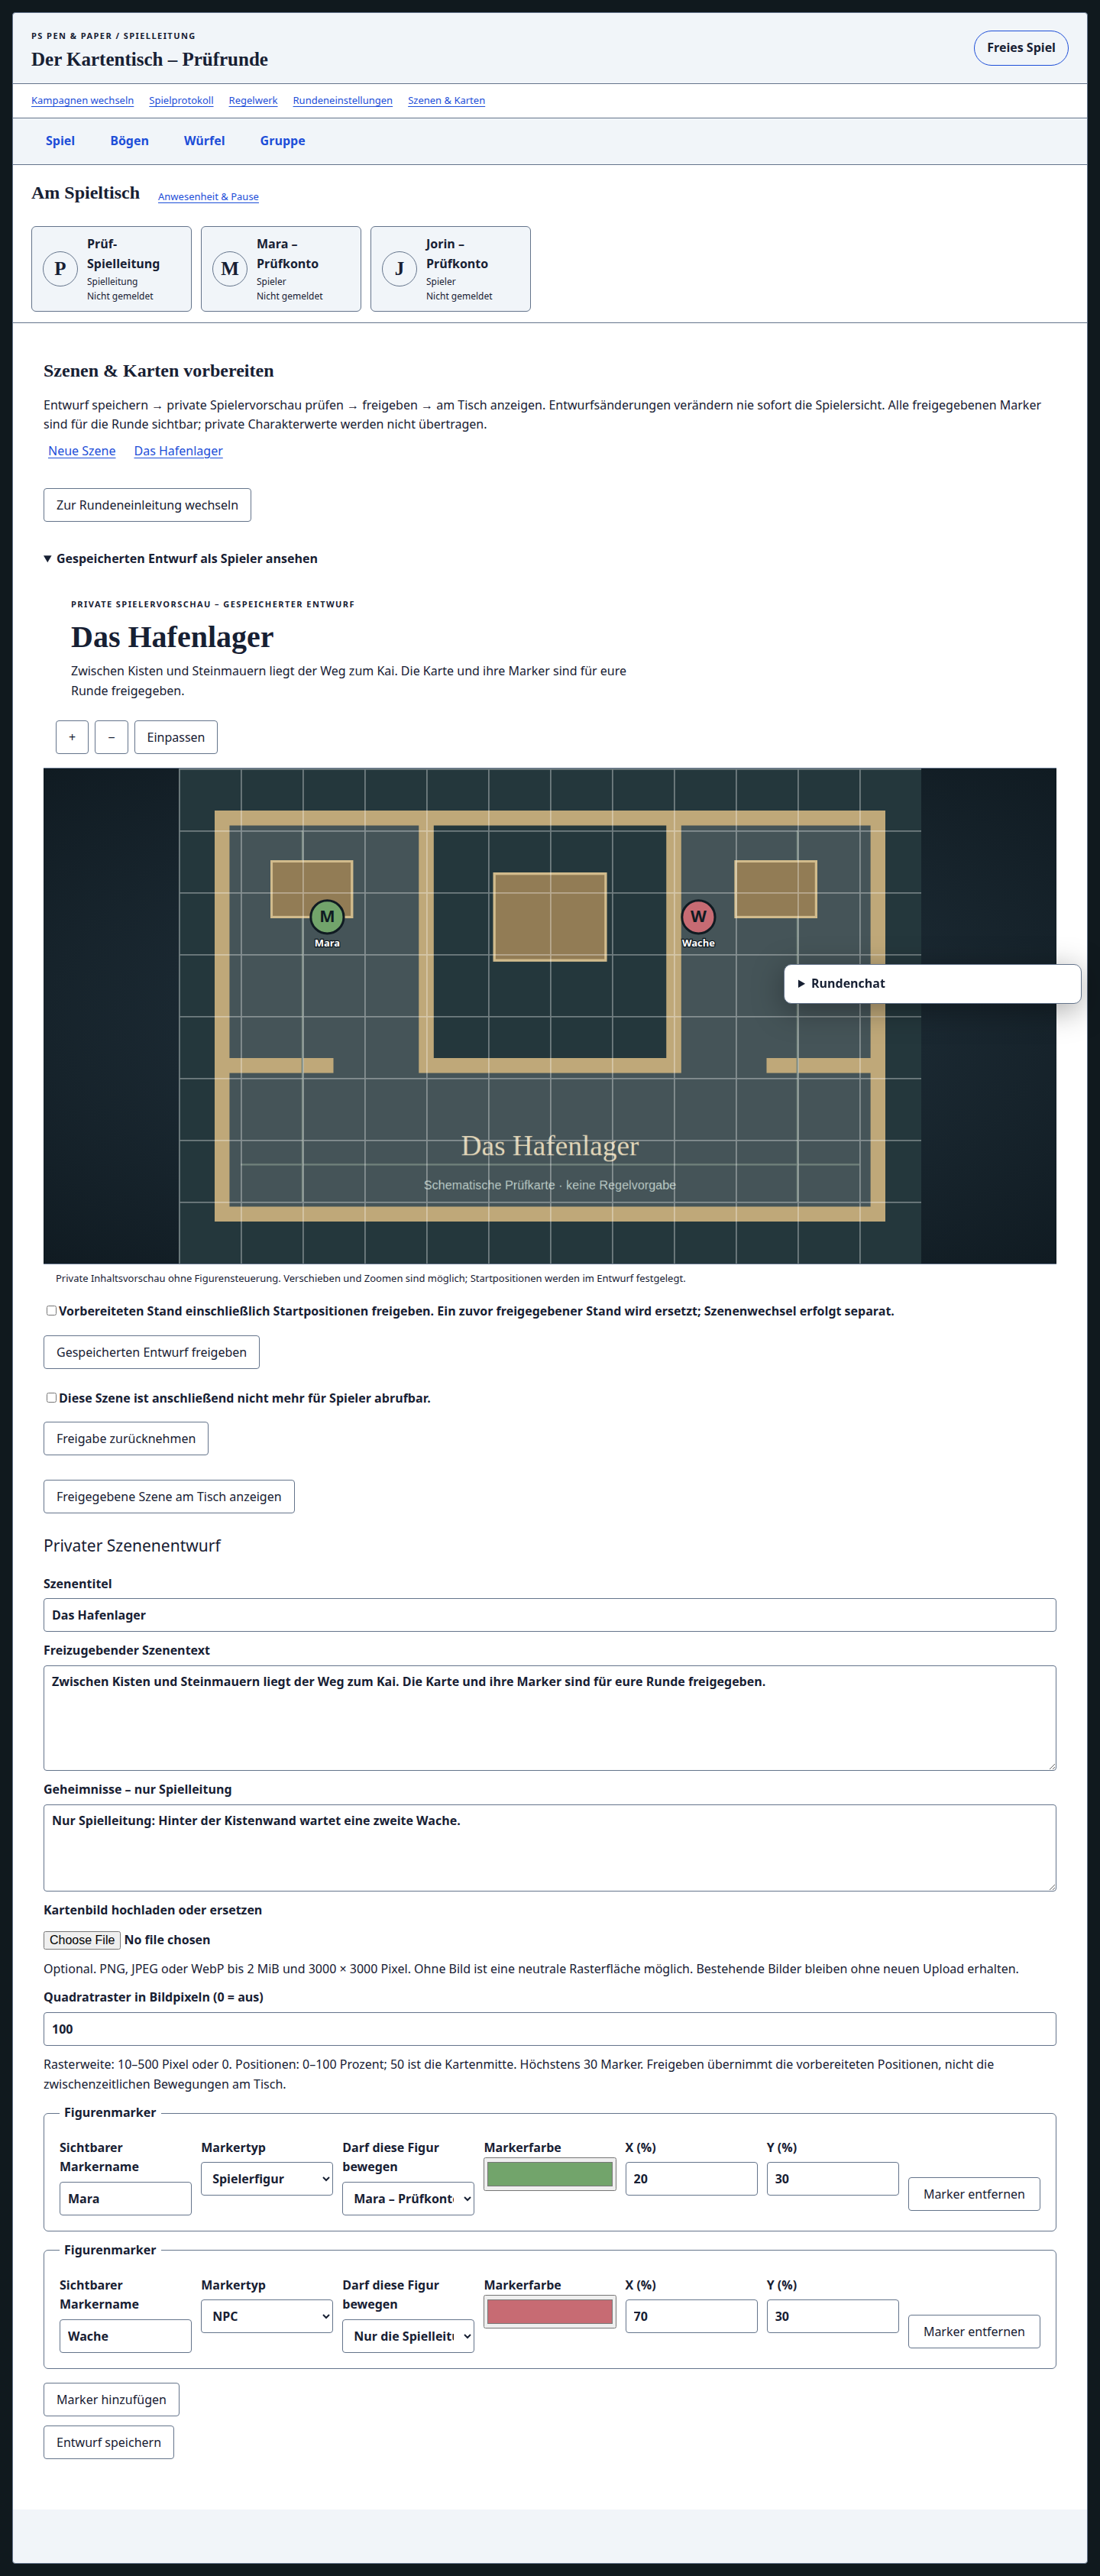 PS PEN & PAPER / SPIELLEITUNG
Der Kartentisch – Prüfrunde
Freies Spiel
Kampagnen wechseln Spielprotokoll Regelwerk Rundeneinstellungen Szenen & Karten
Spiel Bögen Würfel Gruppe
Am Spieltisch Anwesenheit & Pause
P
Prüf-
Spielleitung
Spielleitung
Nicht gemeldet
M
Mara –
Prüfkonto
Spieler
Nicht gemeldet
J
Jorin –
Prüfkonto
Spieler
Nicht gemeldet
Szenen & Karten vorbereiten
Entwurf speichern → private Spielervorschau prüfen → freigeben → am Tisch anzeigen. Entwurfsänderungen verändern nie sofort die Spielersicht. Alle freigegebenen Marker
sind für die Runde sichtbar; private Charakterwerte werden nicht übertragen.
Neue Szene Das Hafenlager
Zur Rundeneinleitung wechseln
▼ Gespeicherten Entwurf als Spieler ansehen
PRIVATE SPIELERVORSCHAU – GESPEICHERTER ENTWURF
Das Hafenlager
Zwischen Kisten und Steinmauern liegt der Weg zum Kai. Die Karte und ihre Marker sind für eure
Runde freigegeben.
+ − Einpassen
M
Mara
W
Wache
▶ Rundenchat
Das Hafenlager
Schematische Prüfkarte · keine Regelvorgabe
Private Inhaltsvorschau ohne Figurensteuerung. Verschieben und Zoomen sind möglich; Startpositionen werden im Entwurf festgelegt.
Vorbereiteten Stand einschließlich Startpositionen freigeben. Ein zuvor freigegebener Stand wird ersetzt; Szenenwechsel erfolgt separat.
Gespeicherten Entwurf freigeben
Diese Szene ist anschließend nicht mehr für Spieler abrufbar.
Freigabe zurücknehmen
Freigegebene Szene am Tisch anzeigen
Privater Szenenentwurf
Szenentitel
Das Hafenlager
Freizugebender Szenentext
Zwischen Kisten und Steinmauern liegt der Weg zum Kai. Die Karte und ihre Marker sind für eure Runde freigegeben.
Geheimnisse – nur Spielleitung
Nur Spielleitung: Hinter der Kistenwand wartet eine zweite Wache.
Kartenbild hochladen oder ersetzen
Choose File No file chosen
Optional. PNG, JPEG oder WebP bis 2 MiB und 3000 × 3000 Pixel. Ohne Bild ist eine neutrale Rasterfläche möglich. Bestehende Bilder bleiben ohne neuen Upload erhalten.
Quadratraster in Bildpixeln (0 = aus)
100
Rasterweite: 10–500 Pixel oder 0. Positionen: 0–100 Prozent; 50 ist die Kartenmitte. Höchstens 30 Marker. Freigeben übernimmt die vorbereiteten Positionen, nicht die
zwischenzeitlichen Bewegungen am Tisch.
Figurenmarker
Sichtbarer
Markername
Mara
Markertyp
Spielerfigur
Darf diese Figur
bewegen
Mara – Prüfkont
Markerfarbe
X (%)
20
Y (%)
30
Marker entfernen
Figurenmarker
Sichtbarer
Markername
Wache
Markertyp
NPC
Darf diese Figur
bewegen
Nur die Spielleit
Markerfarbe
X (%)
70
Y (%)
30
Marker entfernen
Marker hinzufügen
Entwurf speichern